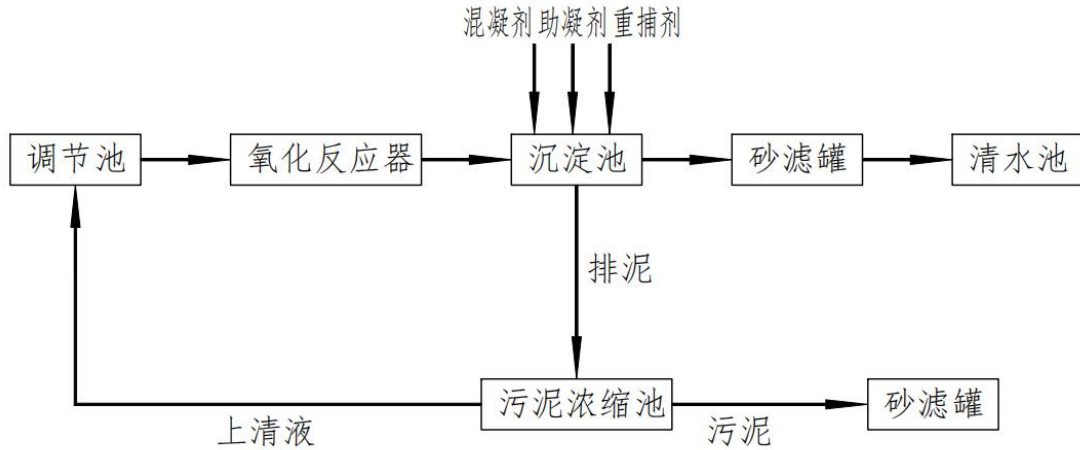 混凝剂 助凝剂 重捕剂
调节池
氧化反应器
沉淀池
砂滤罐
清水池
排泥
污泥浓缩池
砂滤罐
上清液
污泥